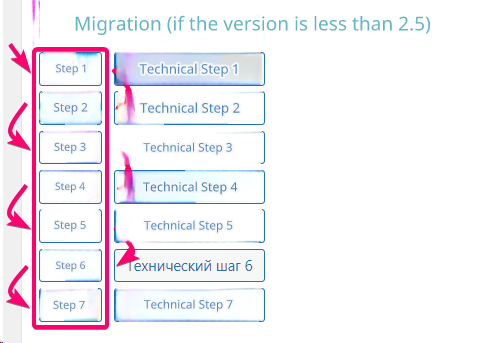 Migration (if the version is less than 2.5)
Step 1 Technical Step 1
Step 2 Technical Step 2
Step 3 Technical Step 3
Step 4 Technical Step 4
Step 5 Technical Step 5
Step 6 Технический шаг 6
Step 7 Technical Step 7